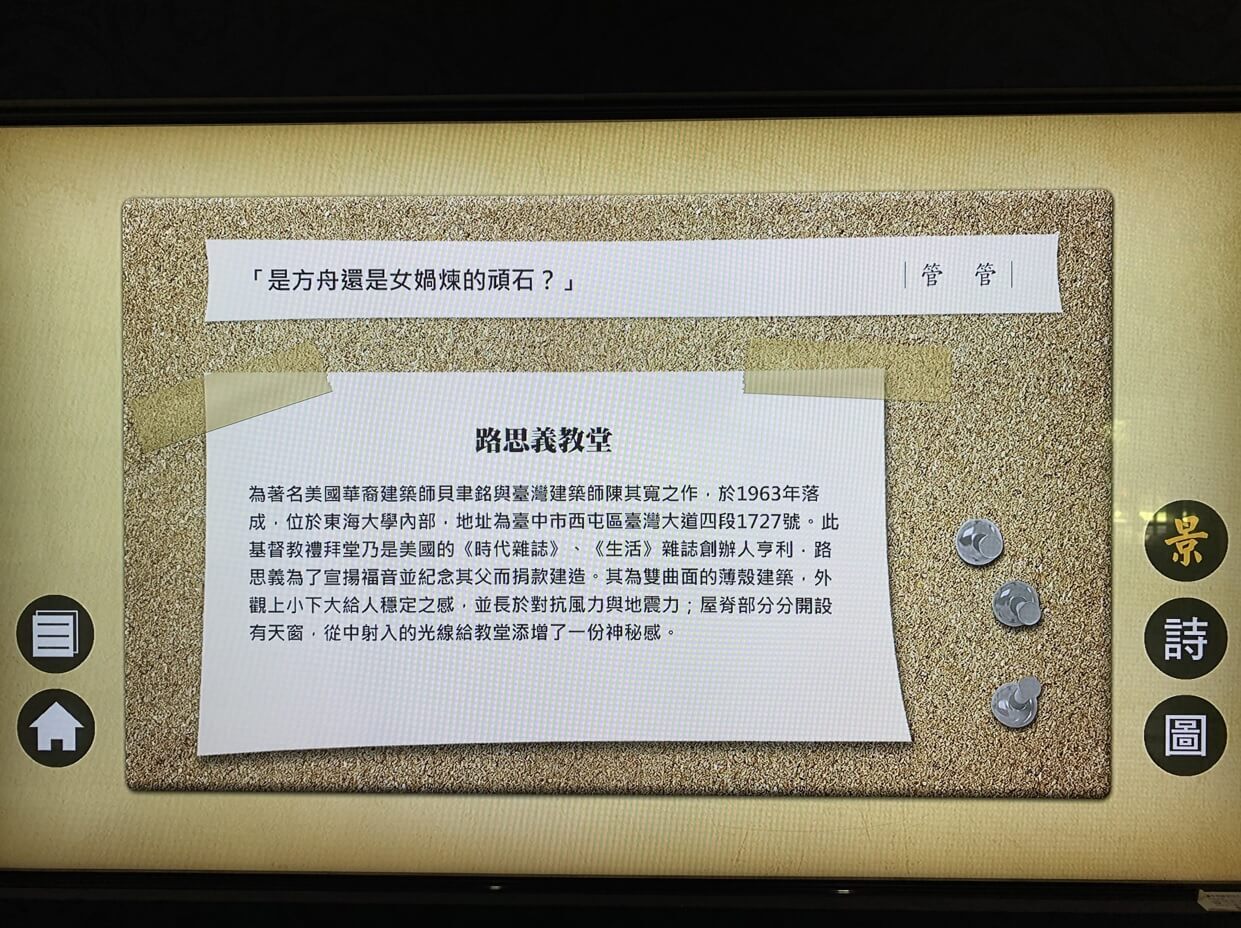 「是方舟還是女媧煉的頑石？」
管 管
路思義教堂
為著名美國華裔建築師貝聿銘與臺灣建築師陳其寬之作，於1963年落
成，位於東海大學內部，地址為臺中市西屯區臺灣大道四段1727號。此
基督教禮拜堂乃是美國的《時代雜誌》、《生活》雜誌創辦人亨利．路
思義為了宣揚福音並紀念其父而捐款建造。其為雙曲面的薄殼建築，外
觀上小下大給人穩定之感，並長於對抗風力與地震力；屋脊部分分開設
有天窗，從中射入的光線給教堂添增了一份神秘感。
景
詩
圖